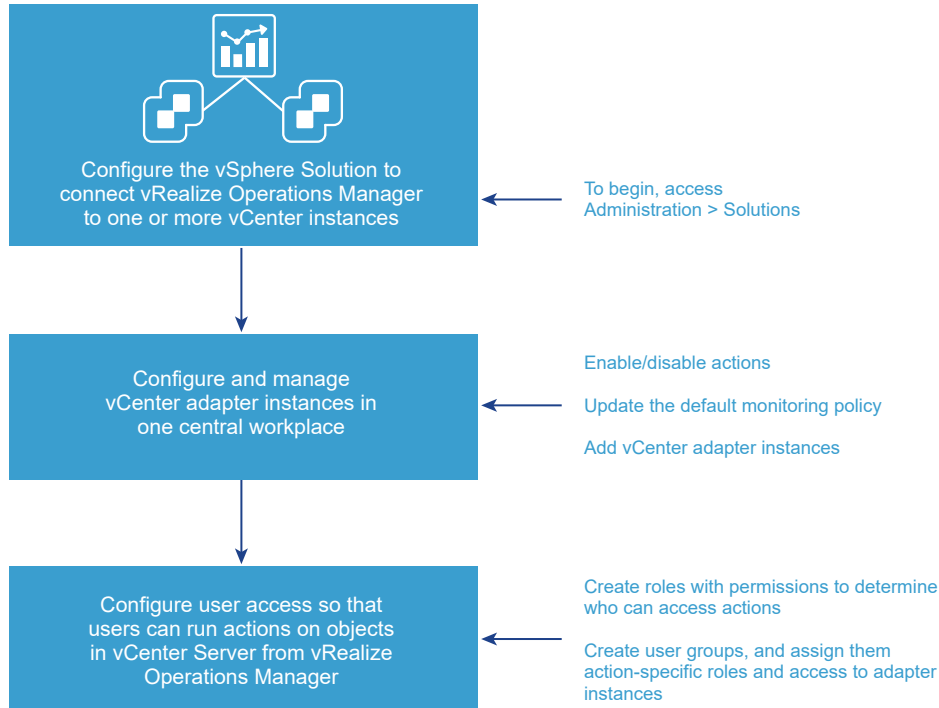 Configure the vSphere Solution to
connect vRealize Operations Manager
to one or more vCenter instances
To begin, access
Administration > Solutions
Configure and manage
vCenter adapter instances in
one central workplace
Enable/disable actions
Update the default monitoring policy
Add vCenter adapter instances
Configure user access so that
users can run actions on objects
in vCenter Server from vRealize
Operations Manager
Create roles with permissions to determine
who can access actions
Create user groups, and assign them
action-specific roles and access to adapter
instances